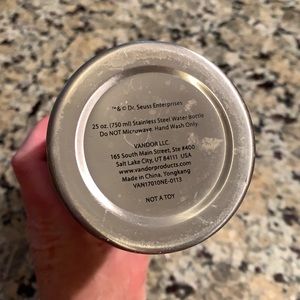 ™ & © Dr. Seuss Enterprises
25 oz. (750 ml) Stainless Steel Water Bottle
Do NOT Microwave. Hand Wash Only.
VANDOR LLC.
165 South Main Street, Ste #400
Salt Lake City, UT 84111 USA
www.vandorproducts.com
Made in China, Yongkang
VAN17010NE-0113
NOT A TOY